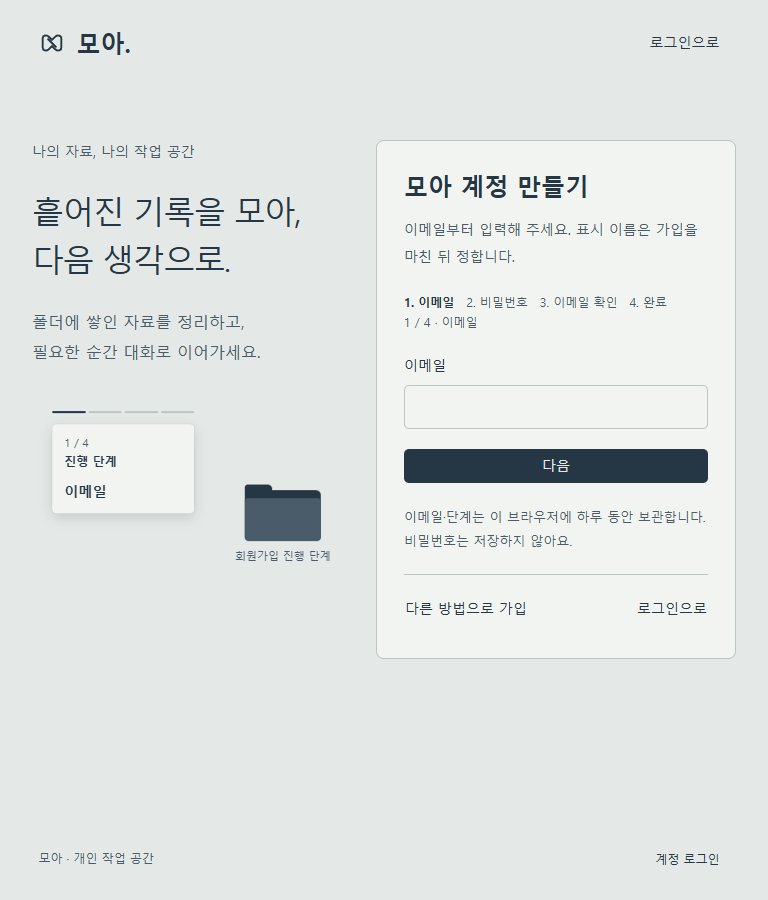 모아.
로그인으로
나의 자료, 나의 작업 공간
흩어진 기록을 모아,
다음 생각으로.
폴더에 쌓인 자료를 정리하고,
필요한 순간 대화로 이어가세요.
1 / 4
진행 단계
이메일
회원가입 진행 단계
모아 계정 만들기
이메일부터 입력해 주세요. 표시 이름은 가입을
마친 뒤 정합니다.
1. 이메일 2. 비밀번호 3. 이메일 확인 4. 완료
1 / 4 · 이메일
이메일
다음
이메일·단계는 이 브라우저에 하루 동안 보관합니다.
비밀번호는 저장하지 않아요.
다른 방법으로 가입 로그인으로
모아 · 개인 작업 공간
계정 로그인